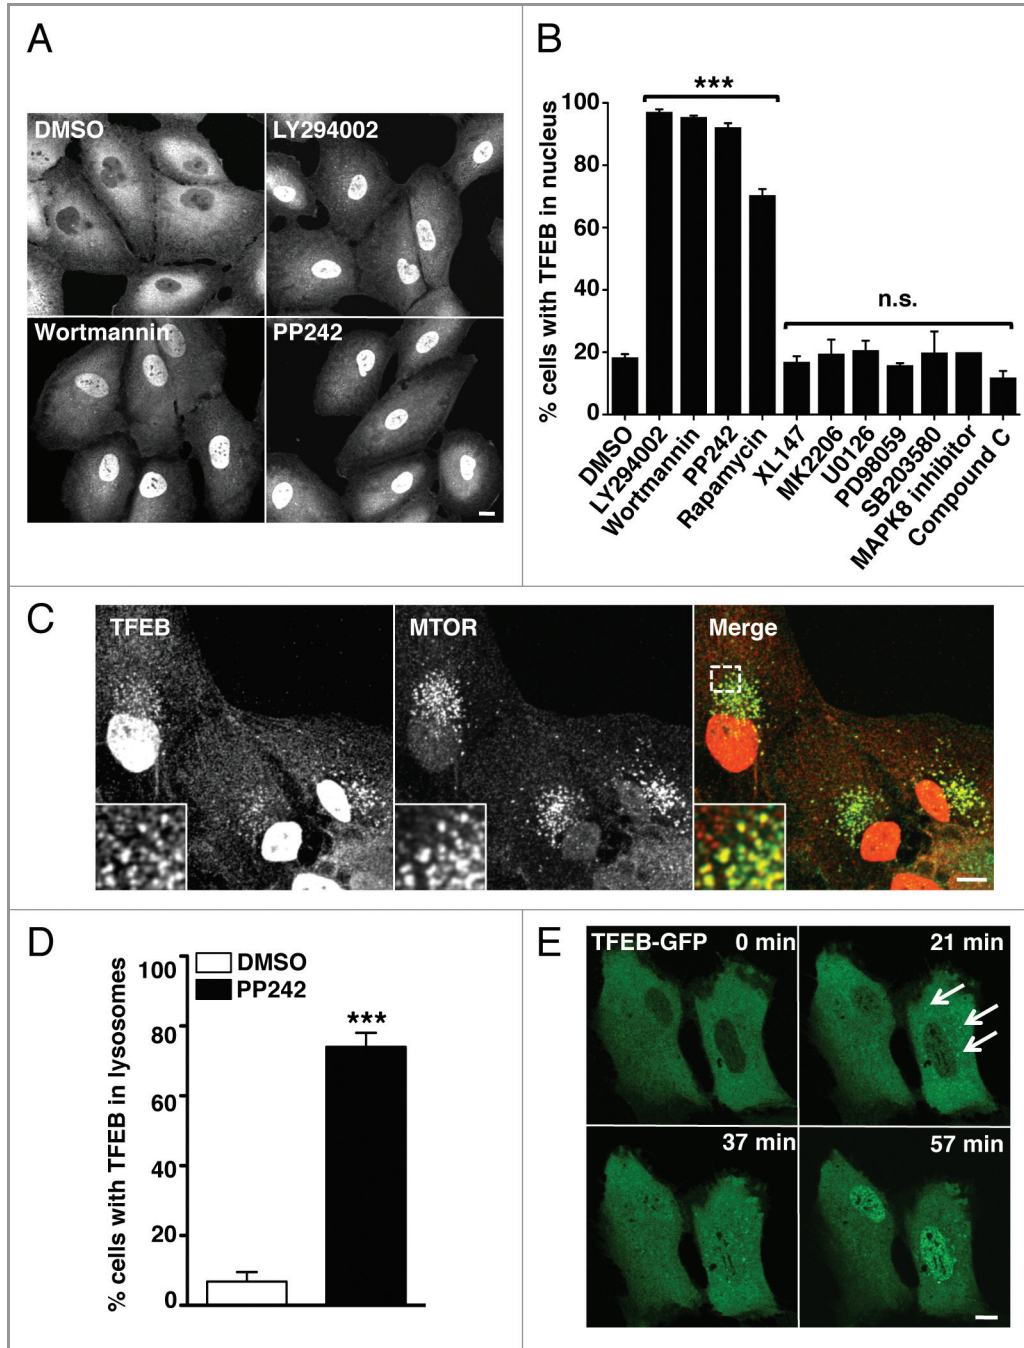 A
DMSO
LY294002
Wortmannin
PP242
B
% cells with TFEB in nucleus
100
80
60
40
20
0
***
n.s.
DMSO
LY294002
Wortmannin
PP242
Rapamycin
XL147
MK2206
U0126
PD98059
SB203580
MAPK8 inhibitor
Compound C
C
TFEB
MTOR
Merge
D
% cells with TFEB in lysosomes
100
80
60
40
20
0
DMSO
PP242
***
E
TFEB-GFP 0 min
21 min
37 min
57 min